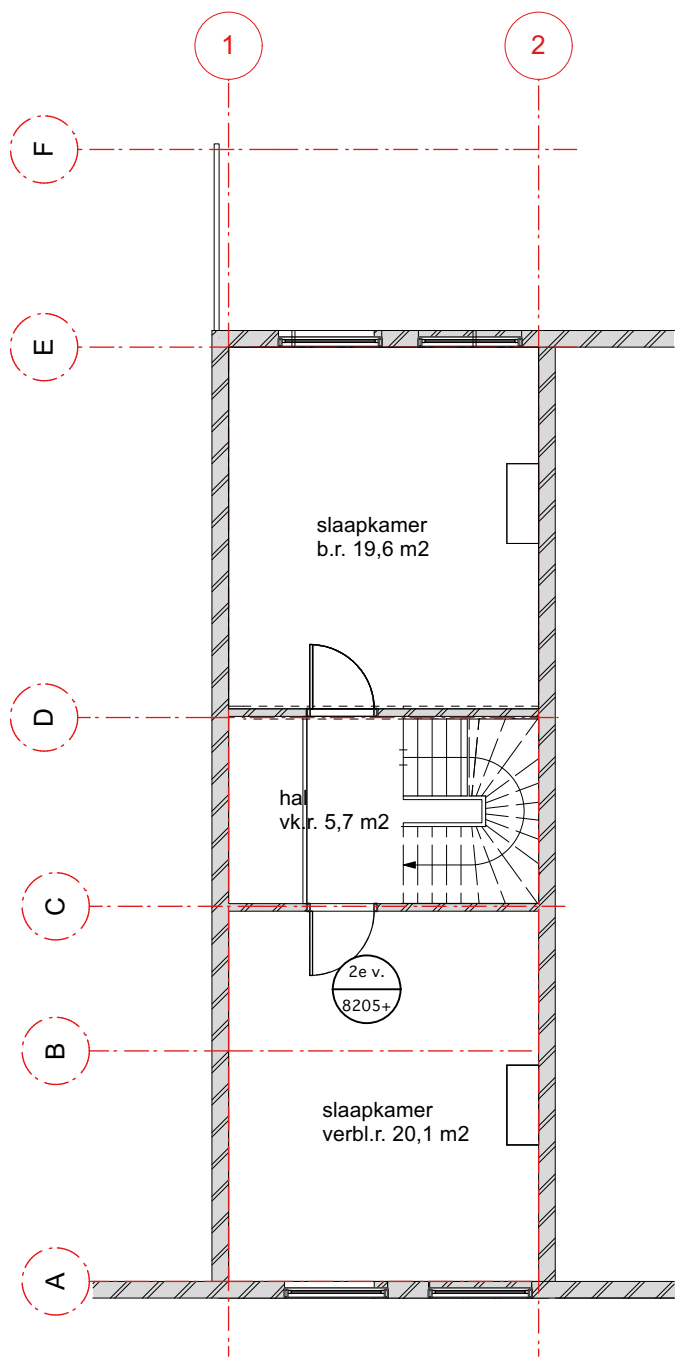 1
2
F
E
slaapkamer
b.r. 19,6 m2
D
hal
vk.r. 5,7 m2
C
2e v.
8205+
B
slaapkamer
verbl.r. 20,1 m2
A